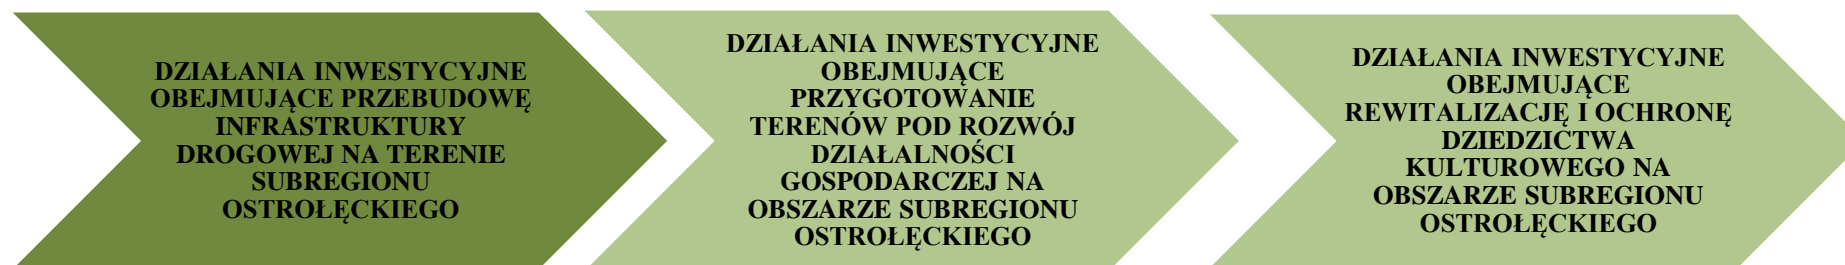 DZIAŁANIA INWESTYCYJNE
OBEJMUJĄCE PRZEBUDOWĘ
INFRASTRUKTURY
DROGOWEJ NA TERENIE
SUBREGIONU
OSTROŁĘCKIEGO
DZIAŁANIA INWESTYCYJNE
OBEJMUJĄCE
PRZYGOTOWANIE
TERENÓW POD ROZWÓJ
DZIAŁALNOŚCI
GOSPODARCZEJ NA
OBSZARZE SUBREGIONU
OSTROŁĘCKIEGO
DZIAŁANIA INWESTYCYJNE
OBEJMUJĄCE
REWITALIZACJĘ I OCHRONĘ
DZIEDZICTWA
KULTUROWEGO NA
OBSZARZE SUBREGIONU
OSTROŁĘCKIEGO